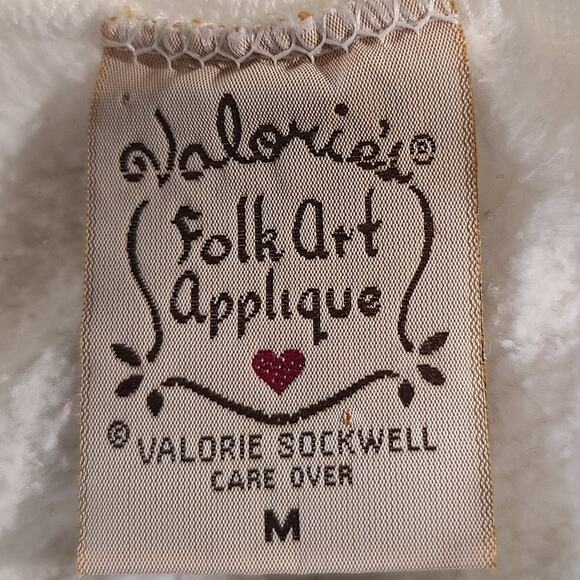 Valorie's®
Folk Art
Applique
® VALORIE SOCKWELL
CARE OVER
M